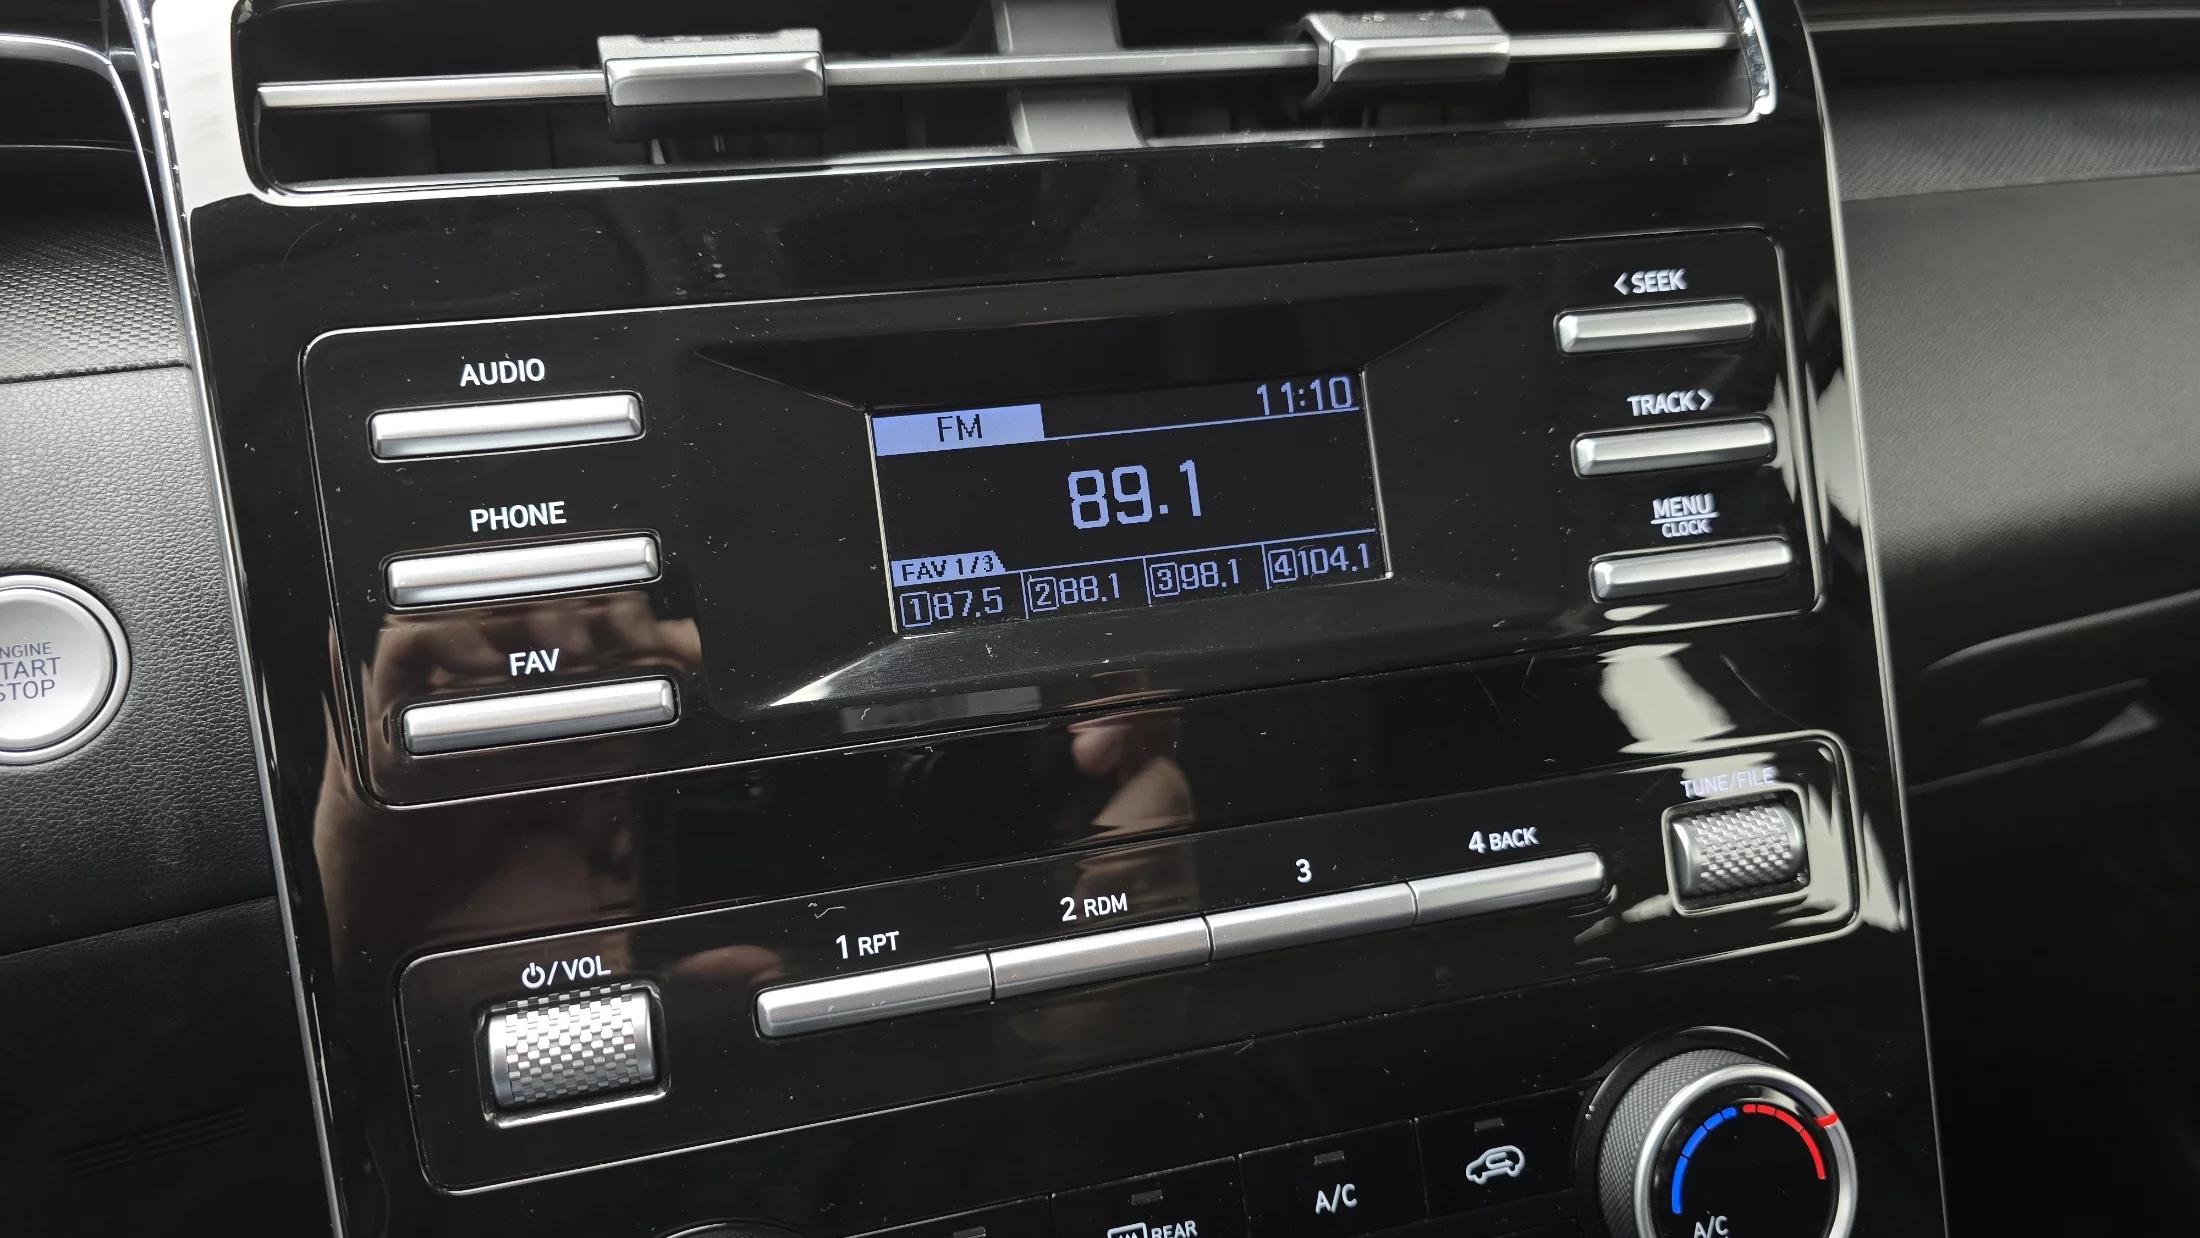 <SEEK
AUDIO
TRACK>
FM 11:10
89.1
PHONE
MENU
CLOCK
FAV 1/3
1 87.5 2 88.1 3 98.1 4 104.1
ENGINE
START
STOP
FAV
TUNE/FILE
4 BACK
3
2 RDM
1 RPT
/VOL
A/C
REAR
A/C